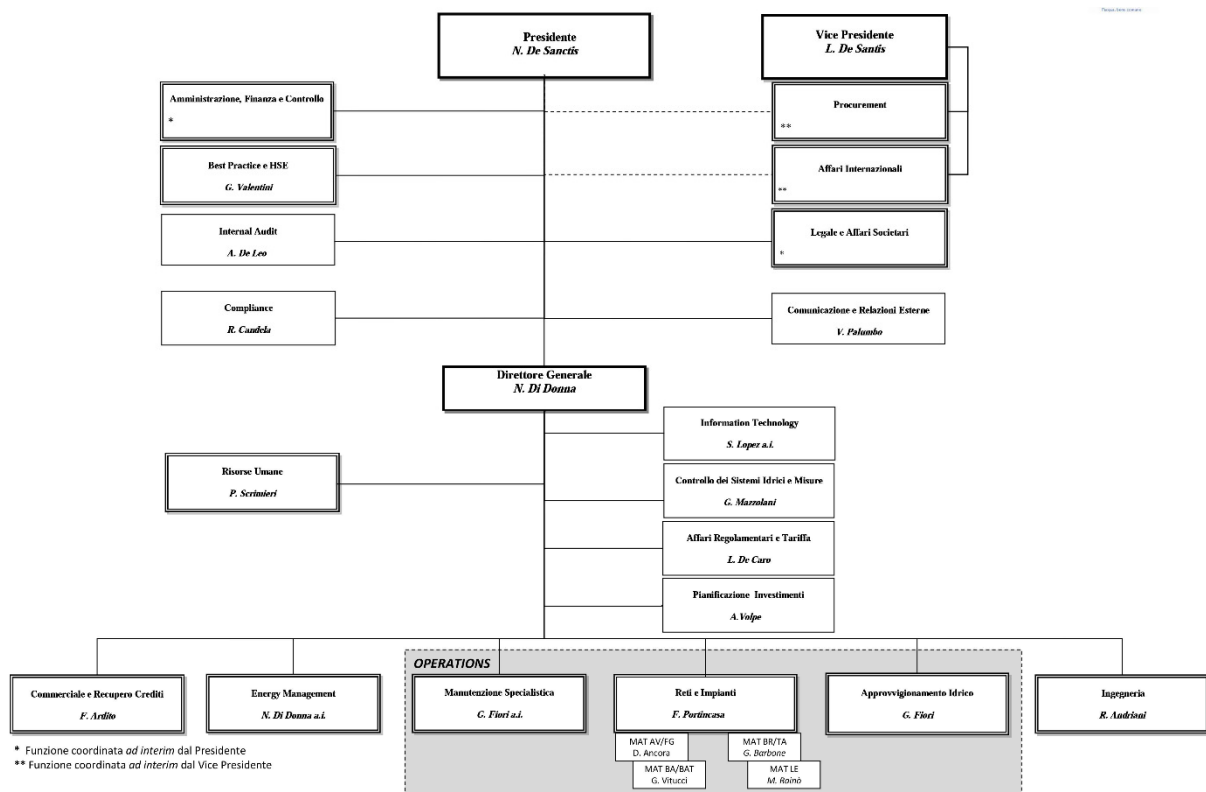 Presidente
N. De Sanctis
Vice Presidente
L. De Santis
Amministrazione, Finanza e Controllo
*
Procurement
**
Best Practice e HSE
G. Valentini
Affari Internazionali
**
Internal Audit
A. De Leo
Legale e Affari Societari
*
Compliance
R. Candela
Comunicazione e Relazioni Esterne
V. Palumbo
Direttore Generale
N. Di Donna
Information Technology
S. Lopez a.i.
Risorse Umane
P. Scrimieri
Controllo dei Sistemi Idrici e Misure
G. Mazzolani
Affari Regolamentari e Tariffa
L. De Caro
Pianificazione Investimenti
A.Volpe
OPERATIONS
Commerciale e Recupero Crediti
F. Ardito
Energy Management
N. Di Donna a.i.
Manutenzione Specialistica
G. Fiori a.i.
Reti e Impianti
F. Portincasa
Approvvigionamento Idrico
G. Fiori
Ingegneria
R. Andriani
MAT AV/FG
D. Ancora
MAT BR/TA
G. Barbone
MAT BA/BAT
G. Vitucci
MAT LE
M. Rainò
* Funzione coordinata ad interim dal Presidente
** Funzione coordinata ad interim dal Vice Presidente